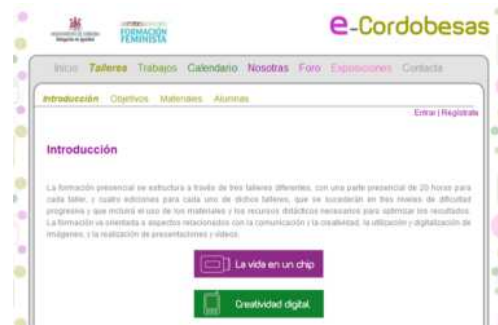 FORMACIÓN
FEMINISTA
e-Cordobesas
Inicio Talleres Trabajos Calendario Nosotras Foro Exposiciones Contacta
Introducción Objetivos Materiales Alumnas
Entrar | Regístrate
Introducción
La formación presencial se estructura a través de tres talleres diferentes, con una parte presencial de 20 horas para
cada taller, y cuatro ediciones para cada uno de dichos talleres, que se sucederán en tres niveles de dificultad
progresiva y que incluirá el uso de los materiales y los recursos didácticos necesarios para optimizar los resultados.
La formación va orientada a aspectos relacionados con la comunicación y la creatividad, la utilización y digitalización de
imágenes, y la realización de presentaciones y vídeos.
La vida en un chip
Creatividad digital